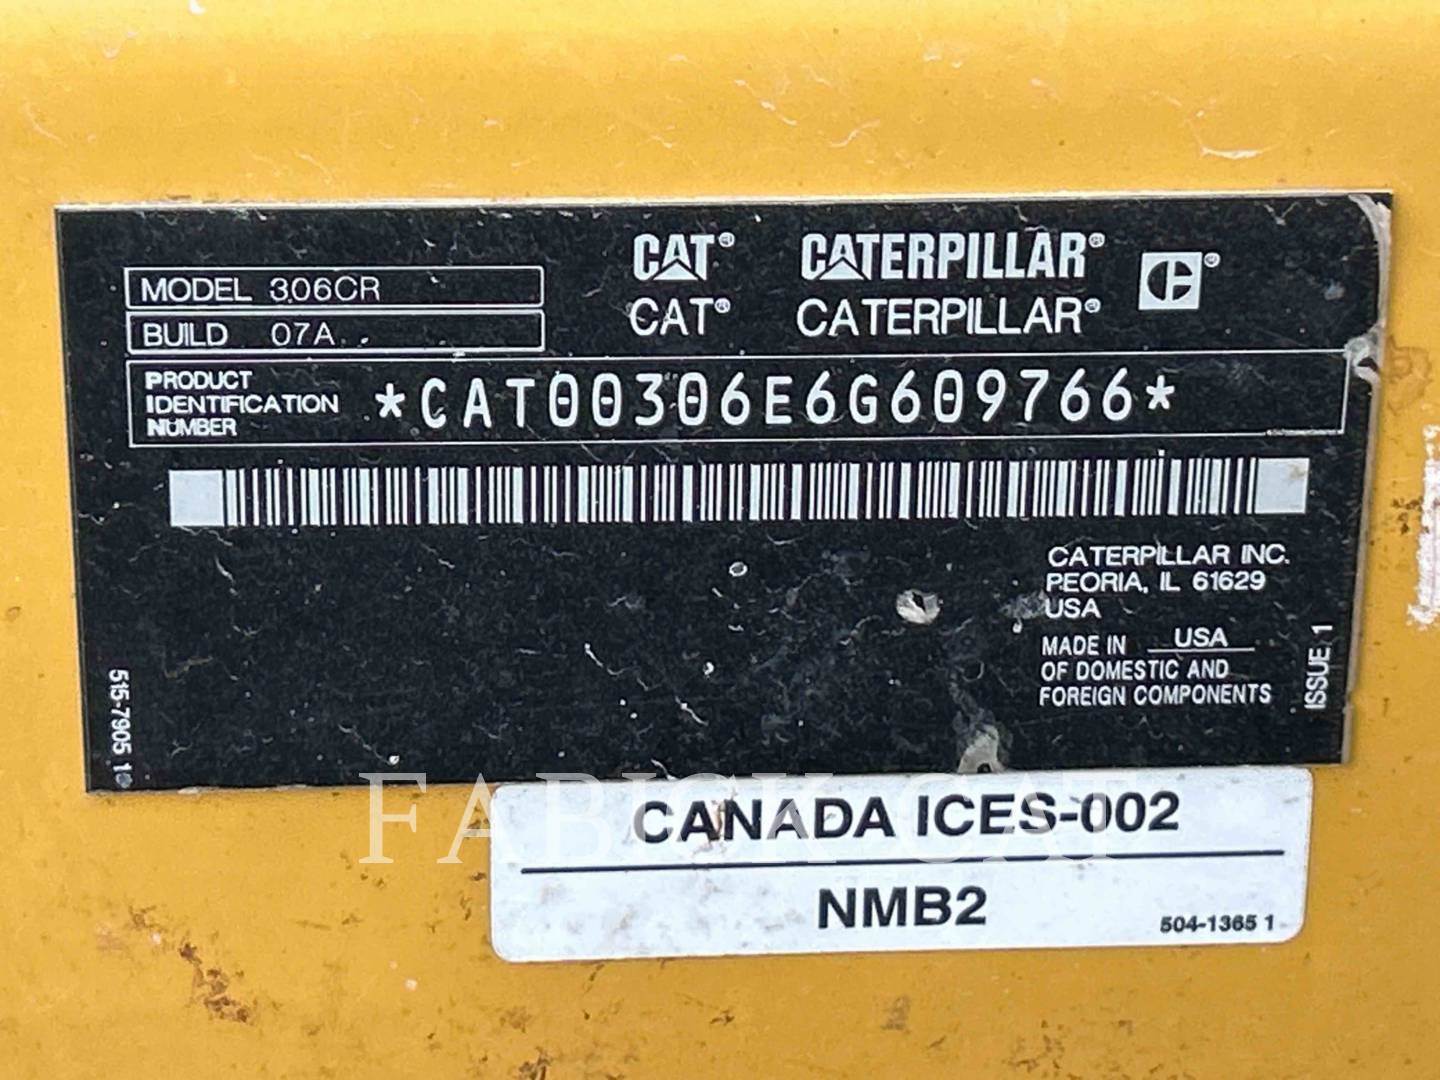 CAT® CATERPILLAR® C®
CAT® CATERPILLAR®
MODEL 306CR
BUILD 07A
PRODUCT
IDENTIFICATION
NUMBER
*CAT00306E6G609766*
CATERPILLAR INC.
PEORIA, IL 61629
USA
MADE IN USA
OF DOMESTIC AND
FOREIGN COMPONENTS
ISSUE 1
515-7905 1
FABICK CAT
CANADA ICES-002
NMB2
504-1365 1